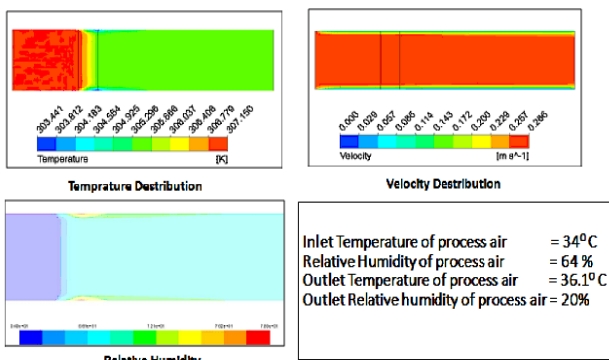 303.441
303.812
304.183
304.554
304.925
305.296
305.666
306.037
306.408
306.779
307.150
Temperature [K]
Temprature Destribution
0.000
0.029
0.057
0.086
0.114
0.143
0.172
0.200
0.229
0.257
0.286
Velocity [m s^-1]
Velocity Destribution
Relative Humidity
Inlet Temperature of process air = 34⁰C
Relative Humidity of process air = 64 %
Outlet Temperature of process air = 36.1⁰C
Outlet Relative humidity of process air = 20%